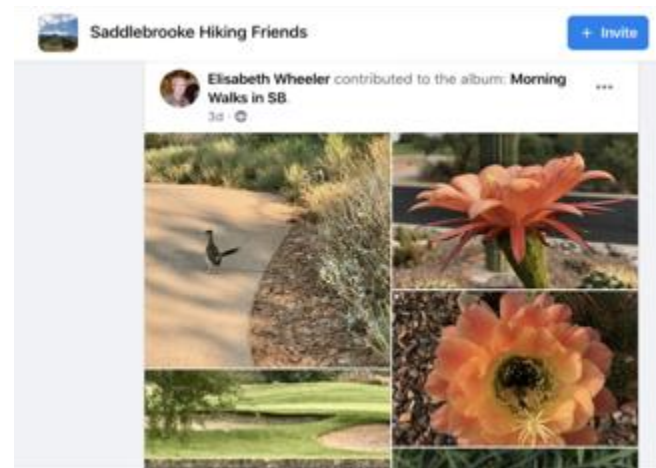 Saddlebrooke Hiking Friends
+ Invite
Elisabeth Wheeler contributed to the album: Morning
Walks in SB.
3d ·